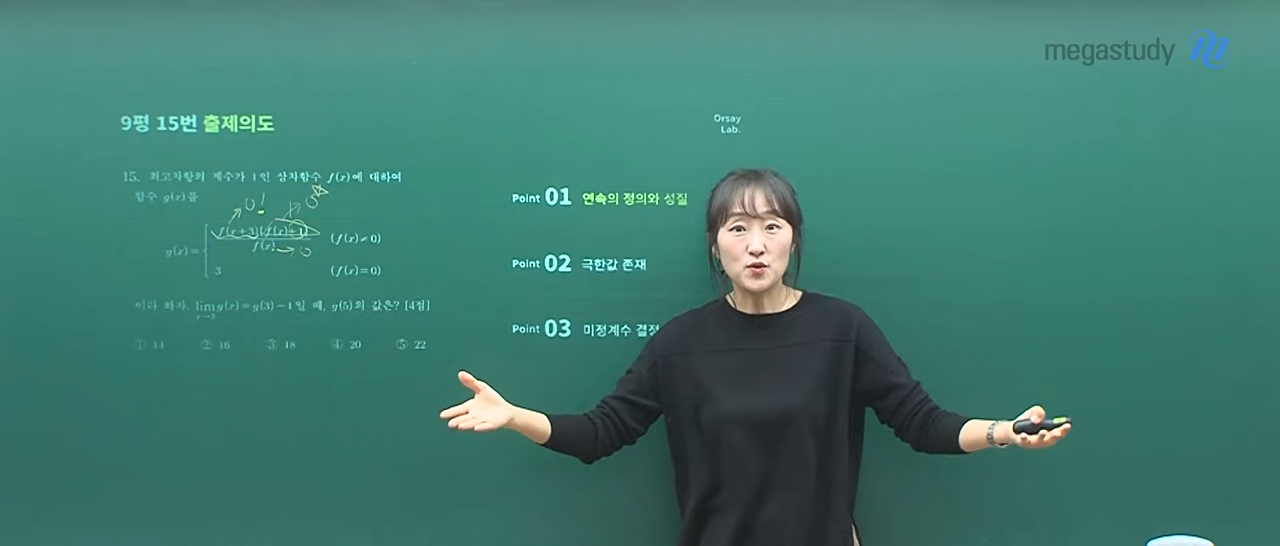 megastudy M
9평 15번 출제의도
Orsay
Lab.
15. 최고차항의 계수가 1인 삼차함수 f(x)에 대하여
함수 g(x)를
g(x)= f(x+3){f(x)+1} / f(x) (f(x)≠0)
3 (f(x)=0)
이라 하자. lim x→3 g(x)=g(3)-1일 때, g(5)의 값은? [4점]
① 14 ② 16 ③ 18 ④ 20 ⑤ 22
Point 01 연속의 정의와 성질
Point 02 극한값 존재
Point 03 미정계수 결정